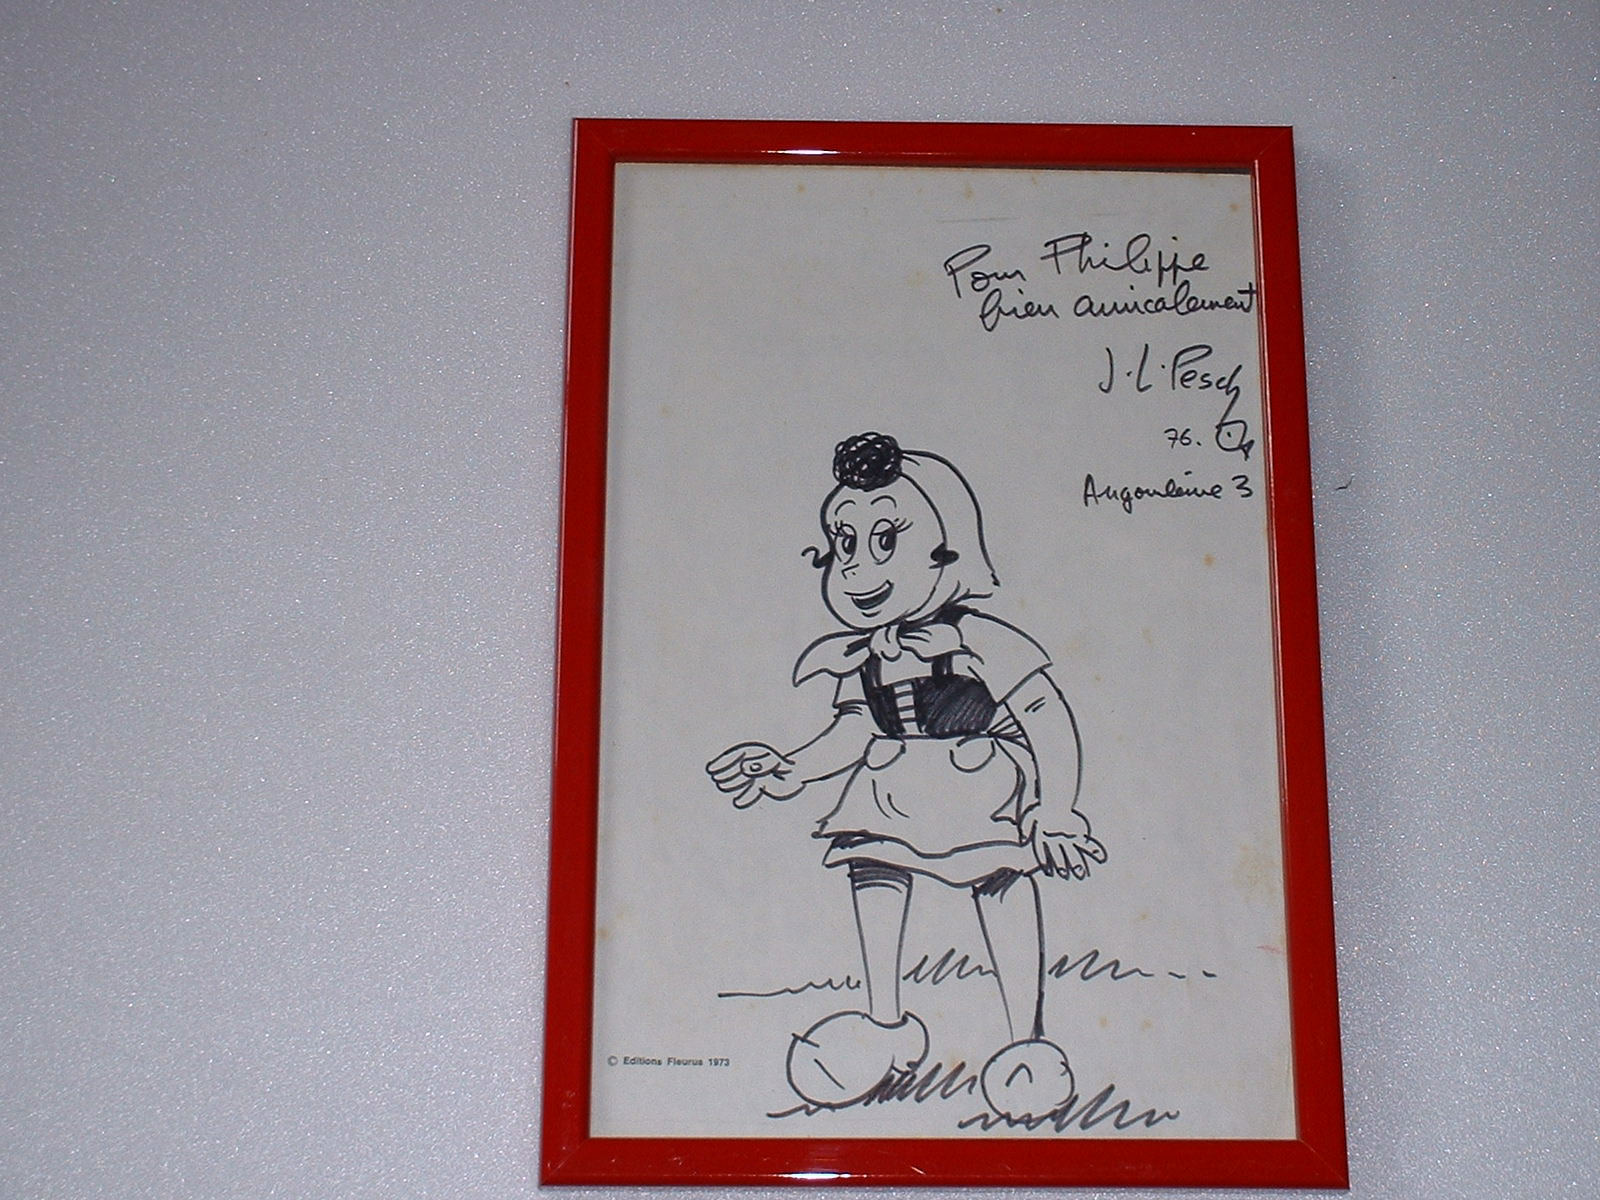 Pour Philippe
bien amicalement
J.L. Pesch
76.
Angoulême 3
© Editions Fleurus 1973